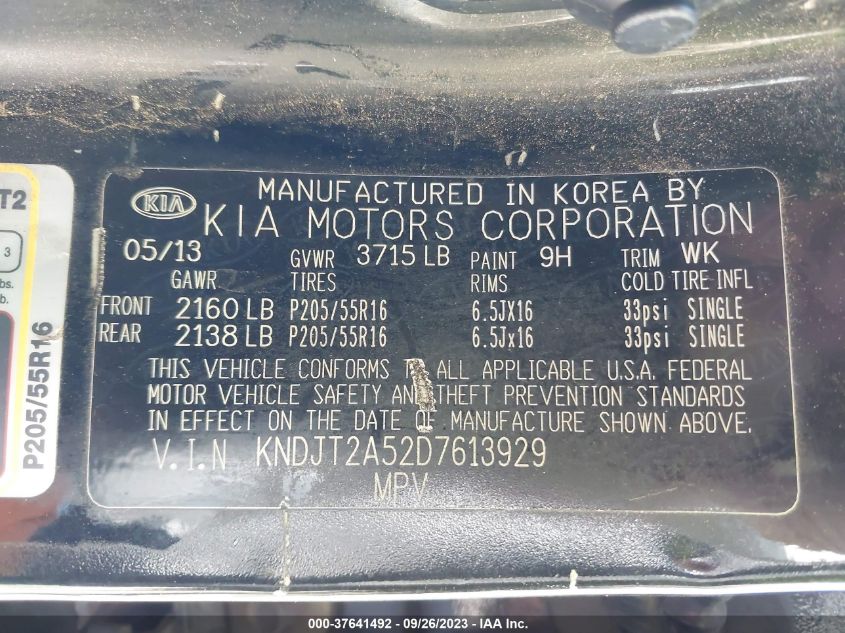 T2
3
bs.
P205/55R16
KIA
MANUFACTURED IN KOREA BY
KIA MOTORS CORPORATION
05/13 GVWR 3715 LB PAINT 9H TRIM WK
GAWR TIRES RIMS COLD TIRE INFL
FRONT 2160 LB P205/55R16 6.5JX16 33psi SINGLE
REAR 2138 LB P205/55R16 6.5Jx16 33psi SINGLE
THIS VEHICLE CONFORMS ALL APPLICABLE U.S.A. FEDERAL
MOTOR VEHICLE SAFETY AND THEFT PREVENTION STANDARDS
IN EFFECT ON THE DATE OF MANUFACTURE SHOWN ABOVE.
V.I.N KNDJT2A52D7613929
MPV
000-37641492 - 09/26/2023 - IAA Inc.